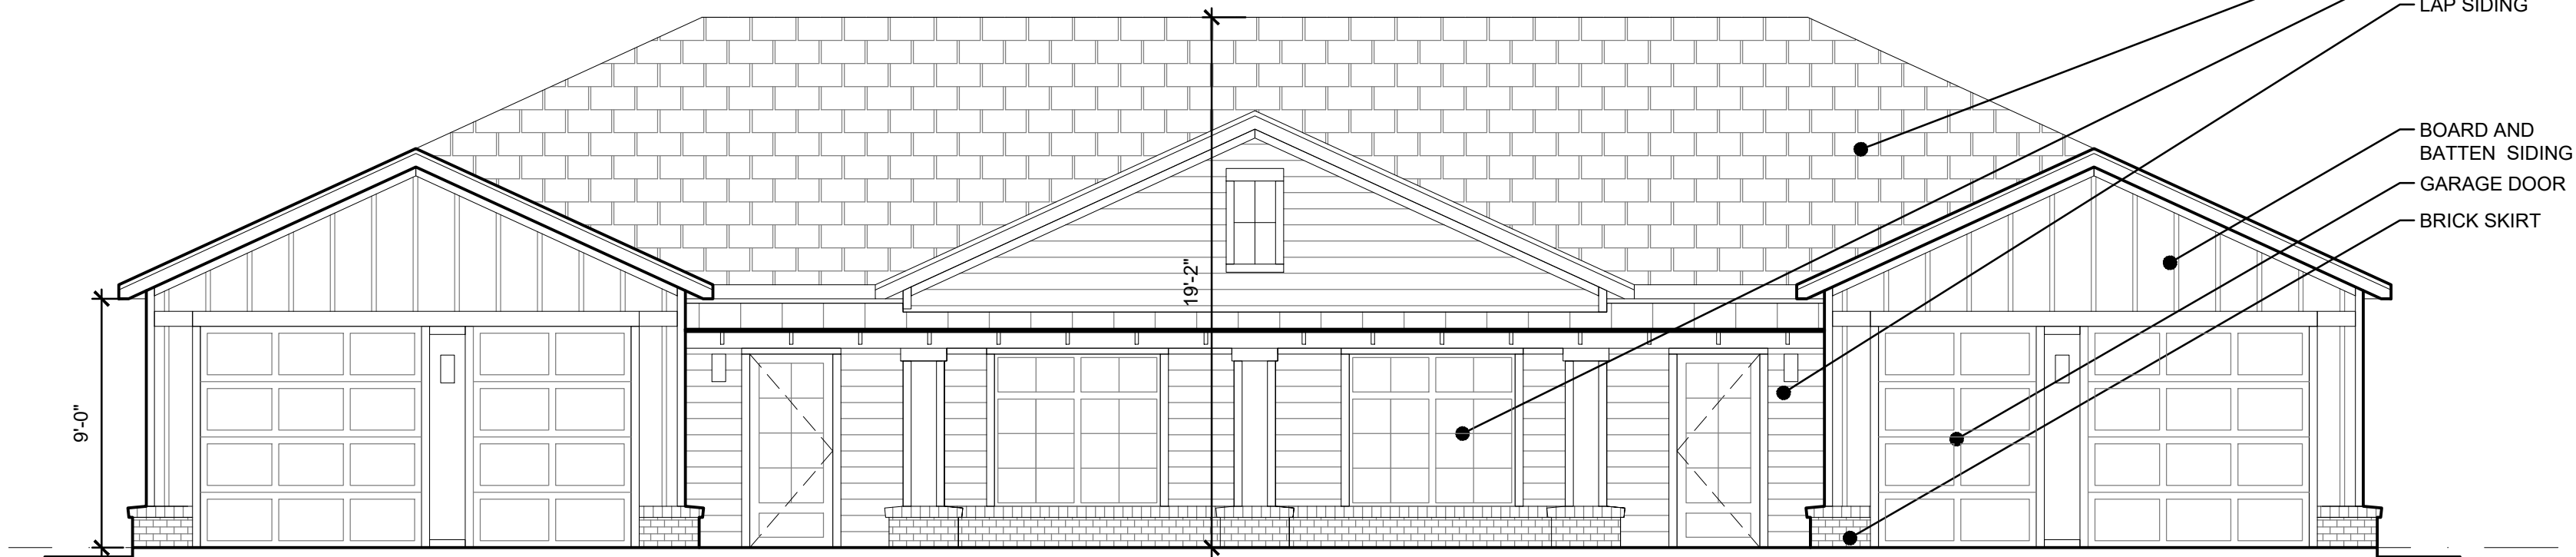 LAP SIDING
BOARD AND
BATTEN SIDING
GARAGE DOOR
BRICK SKIRT
19'-2"
9'-0"